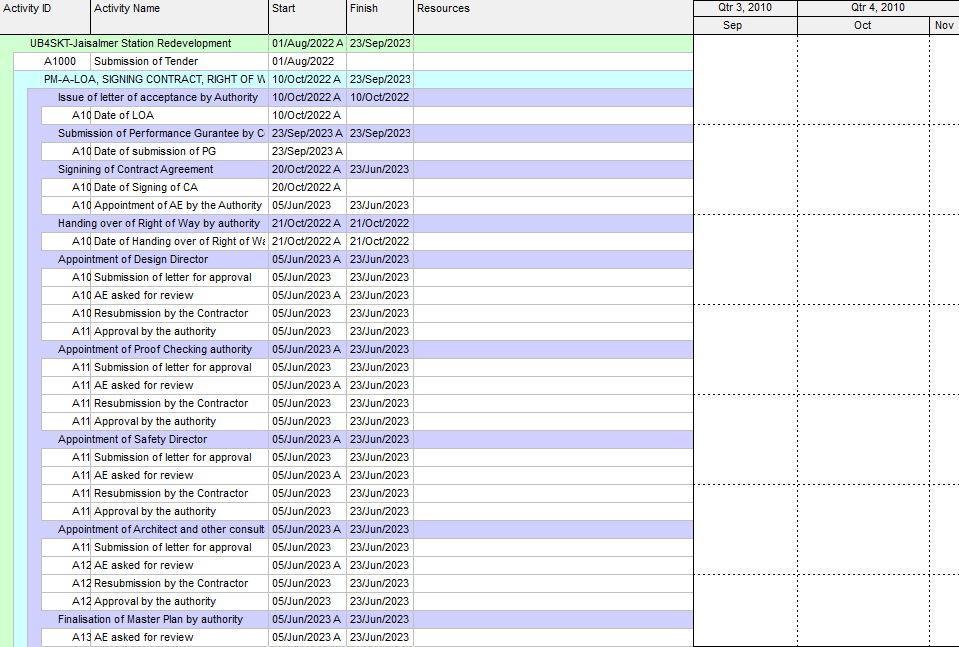 Activity ID Activity Name Start Finish Resources Qtr 3, 2010 Qtr 4, 2010
Sep Oct Nov
UB4SKT-Jaisalmer Station Redevelopment 01/Aug/2022 A 23/Sep/2023
A1000 Submission of Tender 01/Aug/2022
PM-A-LOA, SIGNING CONTRACT, RIGHT OF W 10/Oct/2022 A 23/Sep/2023
Issue of letter of acceptance by Authority 10/Oct/2022 A 10/Oct/2022
A10 Date of LOA 10/Oct/2022 A
Submission of Performance Gurantee by C 23/Sep/2023 A 23/Sep/2023
A10 Date of submission of PG 23/Sep/2023 A
Signining of Contract Agreement 20/Oct/2022 A 23/Jun/2023
A10 Date of Signing of CA 20/Oct/2022 A
A10 Appointment of AE by the Authority 05/Jun/2023 23/Jun/2023
Handing over of Right of Way by authority 21/Oct/2022 A 21/Oct/2022
A10 Date of Handing over of Right of Wa 21/Oct/2022 A 21/Oct/2022
Appointment of Design Director 05/Jun/2023 A 23/Jun/2023
A10 Submission of letter for approval 05/Jun/2023 23/Jun/2023
A10 AE asked for review 05/Jun/2023 A 23/Jun/2023
A10 Resubmission by the Contractor 05/Jun/2023 23/Jun/2023
A11 Approval by the authority 05/Jun/2023 23/Jun/2023
Appointment of Proof Checking authority 05/Jun/2023 A 23/Jun/2023
A11 Submission of letter for approval 05/Jun/2023 23/Jun/2023
A11 AE asked for review 05/Jun/2023 A 23/Jun/2023
A11 Resubmission by the Contractor 05/Jun/2023 23/Jun/2023
A11 Approval by the authority 05/Jun/2023 23/Jun/2023
Appointment of Safety Director 05/Jun/2023 A 23/Jun/2023
A11 Submission of letter for approval 05/Jun/2023 23/Jun/2023
A11 AE asked for review 05/Jun/2023 A 23/Jun/2023
A11 Resubmission by the Contractor 05/Jun/2023 23/Jun/2023
A11 Approval by the authority 05/Jun/2023 23/Jun/2023
Appointment of Architect and other consult 05/Jun/2023 A 23/Jun/2023
A11 Submission of letter for approval 05/Jun/2023 23/Jun/2023
A12 AE asked for review 05/Jun/2023 A 23/Jun/2023
A12 Resubmission by the Contractor 05/Jun/2023 23/Jun/2023
A12 Approval by the authority 05/Jun/2023 23/Jun/2023
Finalisation of Master Plan by authority 05/Jun/2023 A 23/Jun/2023
A13 AE asked for review 05/Jun/2023 A 23/Jun/2023